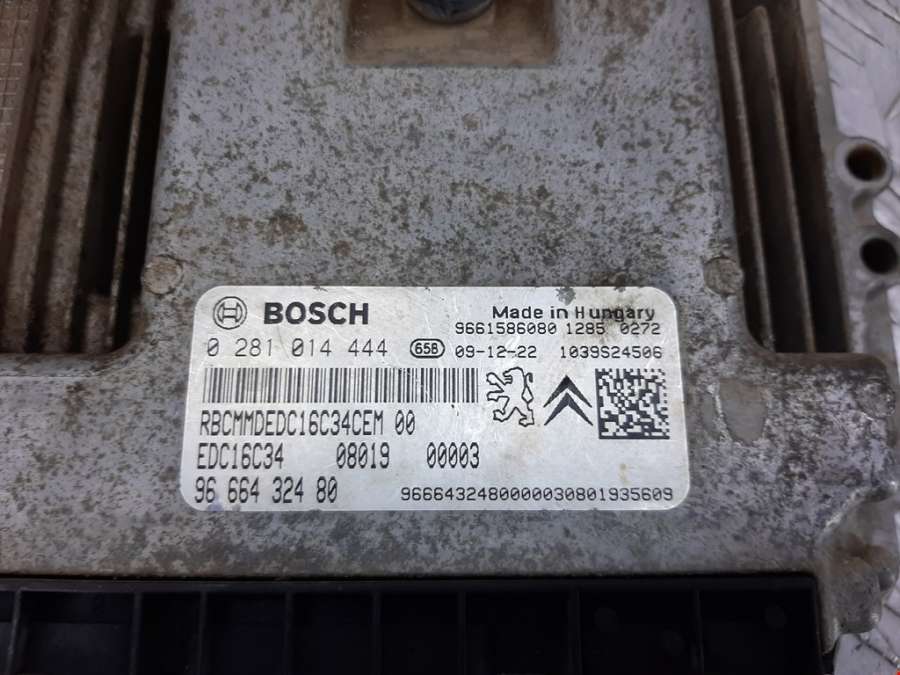 BOSCH Made in Hungary
9661586080 1285 0272
0 281 014 444 658 09-12-22 1039S24506
RBCMMDEDC16C34CEM 00
EDC16C34 08019 00003
96 664 324 80 9666432480000030801935609